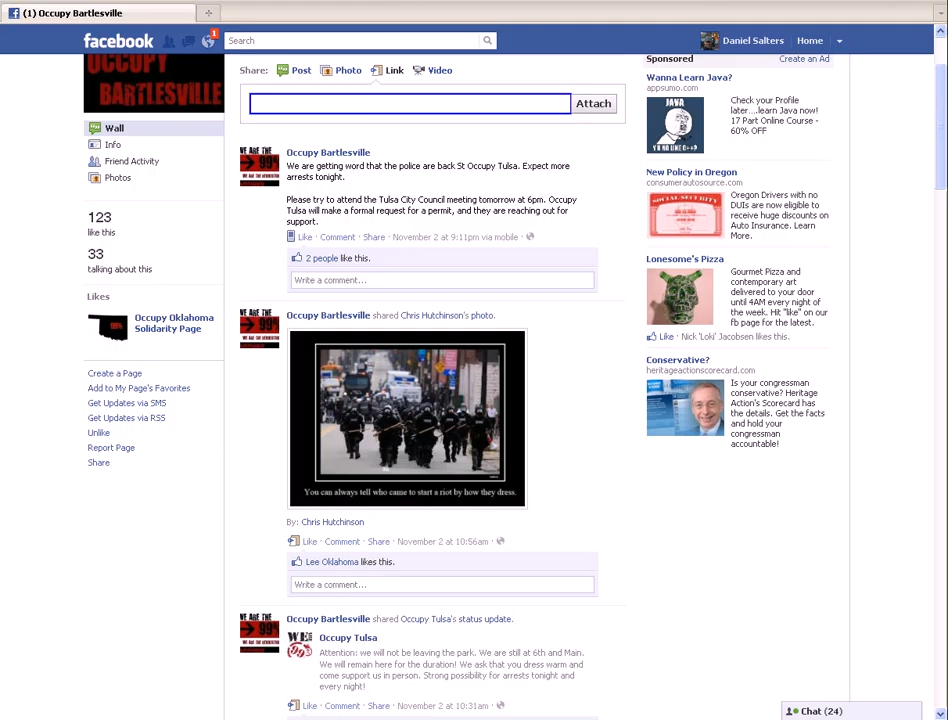 (1) Occupy Bartlesville
facebook
1
Search
Daniel Salters
Home
OCCUPY
BARTLESVILLE
Wall
Info
Friend Activity
Photos
123
like this
33
talking about this
Likes
Occupy Oklahoma
Solidarity Page
Create a Page
Add to My Page's Favorites
Get Updates via SMS
Get Updates via RSS
Unlike
Report Page
Share
Share: Post Photo Link Video
Attach
WE ARE THE
99%
Occupy Bartlesville
We are getting word that the police are back St Occupy Tulsa. Expect more
arrests tonight.
Please try to attend the Tulsa City Council meeting tomorrow at 6pm. Occupy
Tulsa will make a formal request for a permit, and they are reaching out for
support.
Like · Comment · Share · November 2 at 9:11pm via mobile ·
2 people like this.
Write a comment...
WE ARE THE
99%
Occupy Bartlesville shared Chris Hutchinson's photo.
You can always tell who came to start a riot by how they dress.
By: Chris Hutchinson
Like · Comment · Share · November 2 at 10:56am ·
Lee Oklahoma likes this.
Write a comment...
WE ARE THE
99%
Occupy Bartlesville shared Occupy Tulsa's status update.
Occupy Tulsa
Attention: we will not be leaving the park. We are still at 6th and Main.
We will remain here for the duration! We ask that you dress warm and
come support us in person. Strong possibility for arrests tonight and
every night!
Like · Comment · Share · November 2 at 10:31am ·
Sponsored
Create an Ad
Wanna Learn Java?
appsumo.com
JAVA
Check your Profile
later....learn Java now!
17 Part Online Course -
60% OFF
New Policy in Oregon
consumerautosource.com
SOCIAL SECURITY
Oregon Drivers with no
DUIs are now eligible to
receive huge discounts on
Auto Insurance. Learn
More.
Lonesome's Pizza
Gourmet Pizza and
contemporary art
delivered to your door
until 4AM every night of
the week. Hit "like" on our
fb page for the latest.
Like · Nick 'Loki' Jacobsen likes this.
Conservative?
heritageactionscorecard.com
Is your congressman
conservative? Heritage
Action's Scorecard has
the details. Get the facts
and hold your
congressman
accountable!
Chat (24)